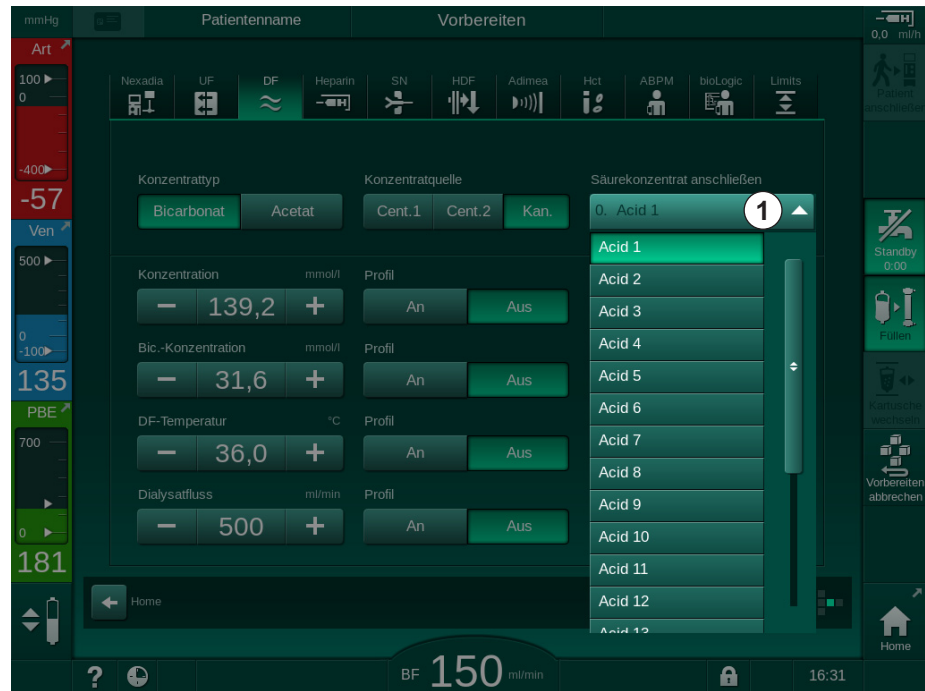 mmHg
Patientenname
Vorbereiten
0,0 ml/h
Art
100
0
-400
-57
Ven
500
0
-100
135
PBE
700
0
181
Nexadia
UF
DF
Heparin
SN
HDF
Adimea
Hct
ABPM
bioLogic
Limits
Konzentrattyp
Konzentratquelle
Säurekonzentrat anschließen
Bicarbonat
Acetat
Cent.1
Cent.2
Kan.
0. Acid 1
1
Acid 1
Acid 2
Acid 3
Acid 4
Acid 5
Acid 6
Acid 7
Acid 8
Acid 9
Acid 10
Acid 11
Acid 12
Acid 13
Konzentration mmol/l
Profil
139,2
An
Aus
Bic.-Konzentration mmol/l
Profil
31,6
An
Aus
DF-Temperatur °C
Profil
36,0
An
Aus
Dialysatfluss ml/min
Profil
500
An
Aus
Home
Patient
anschließen
Standby
0:00
Füllen
Kartusche
wechseln
Vorbereiten
abbrechen
Home
?
BF 150 ml/min
16:31